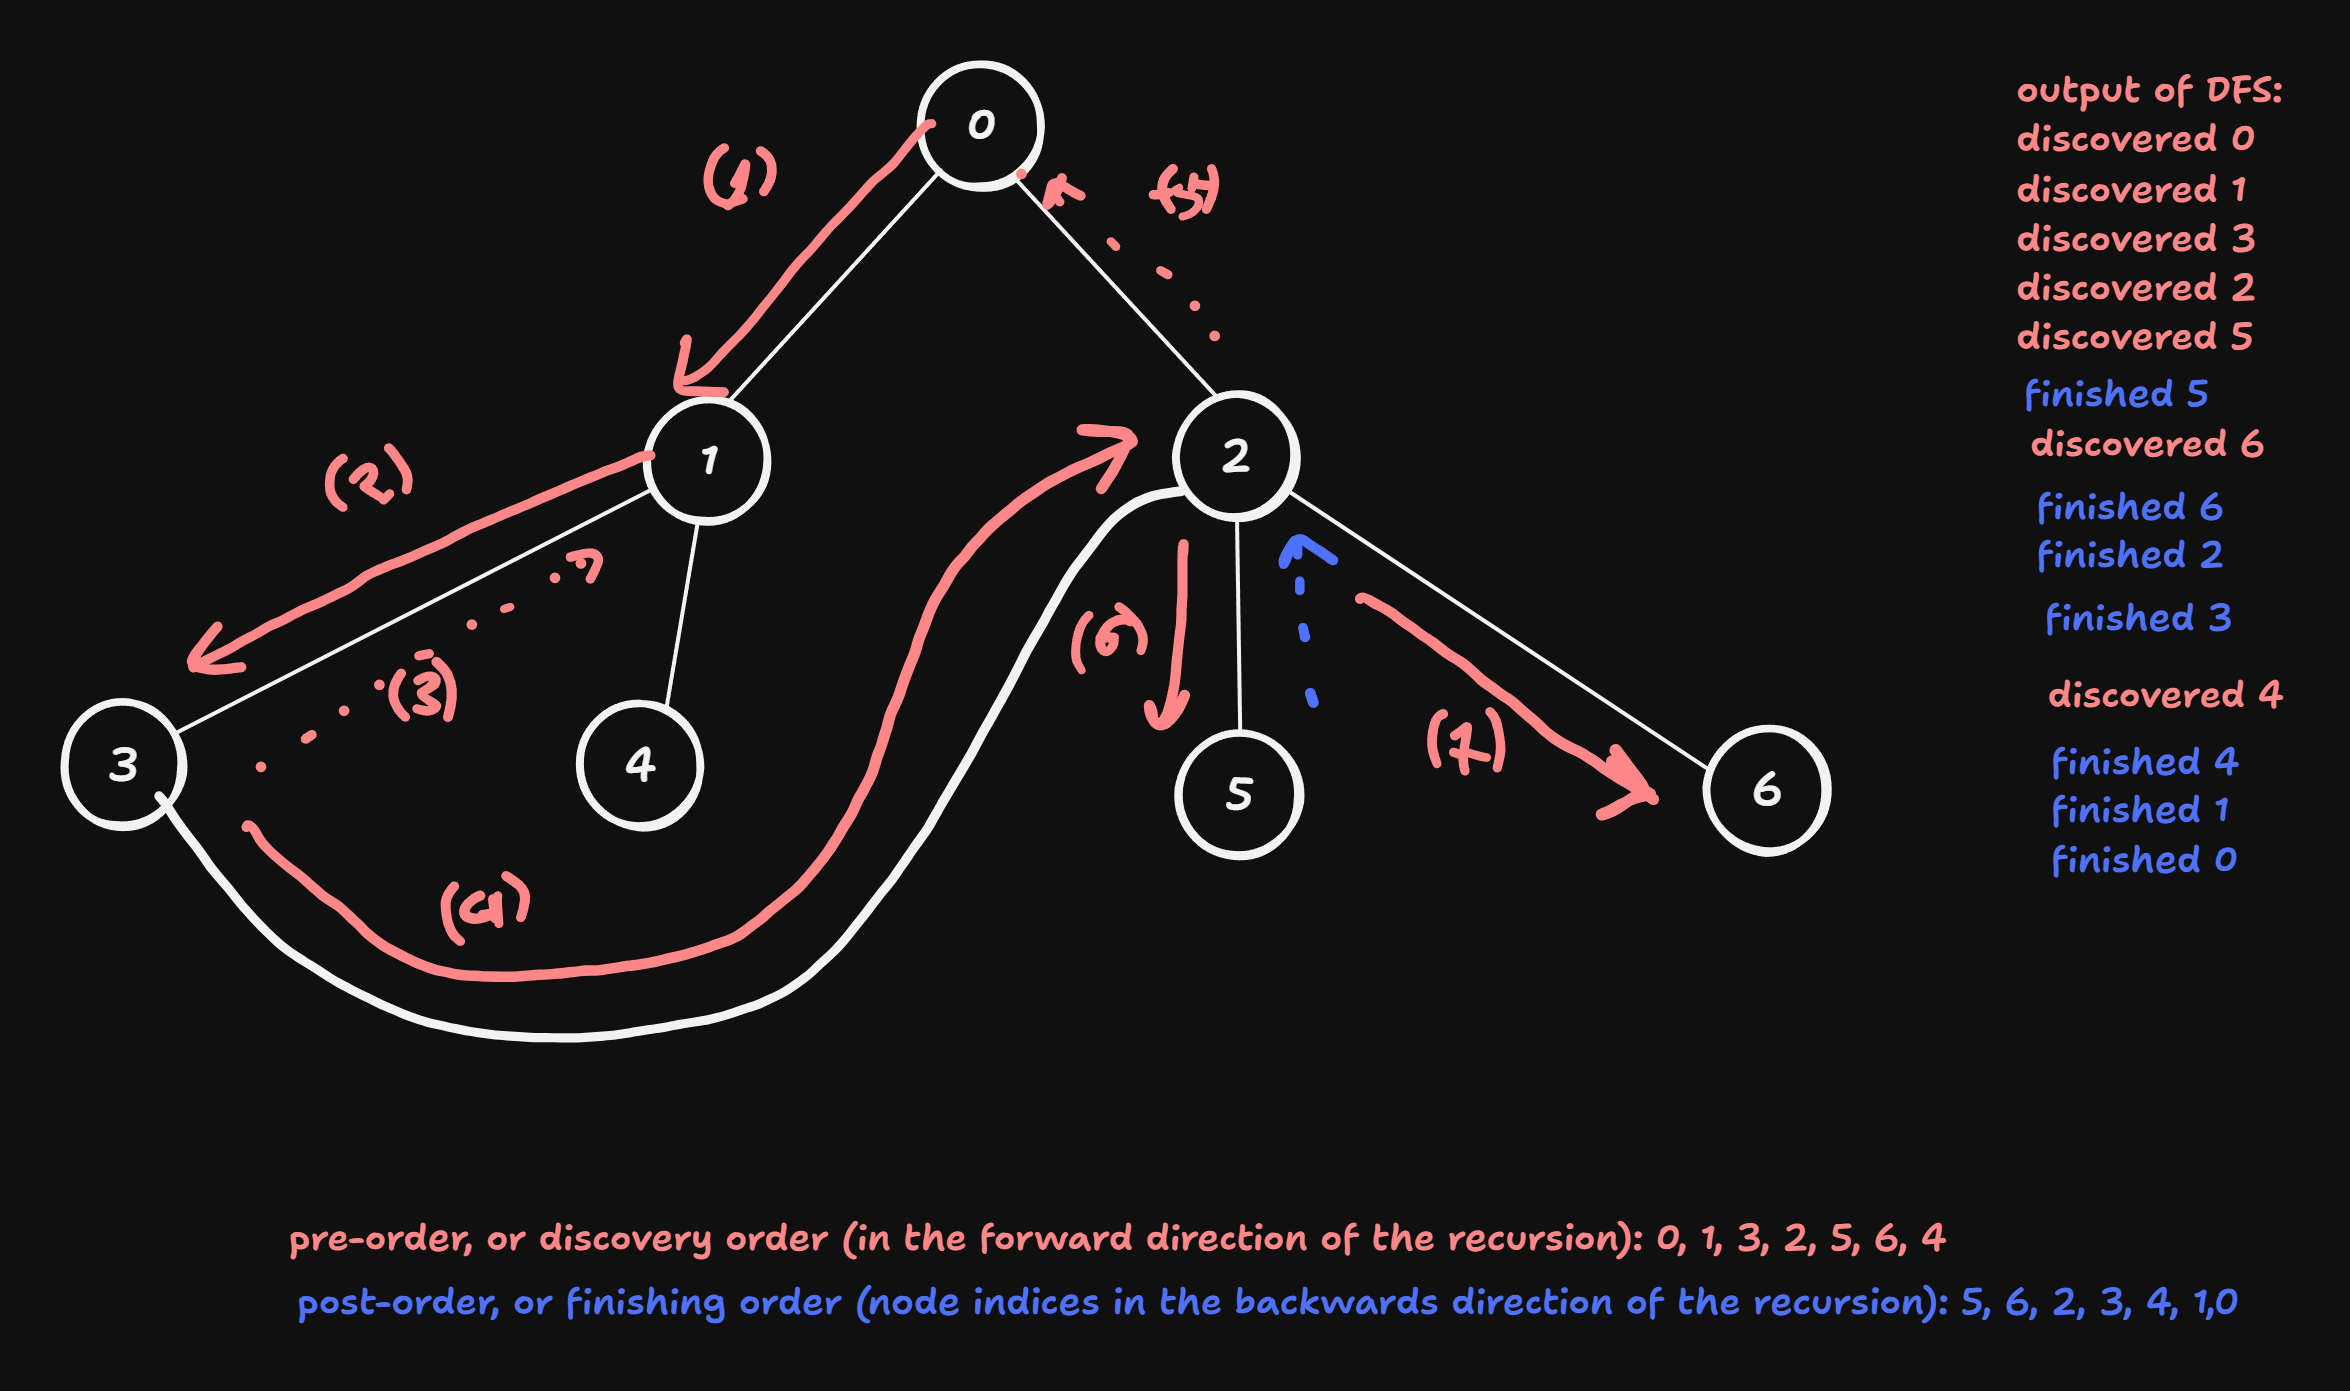 0
(1)
(5)
1
2
(2)
(3)
(6)
(7)
3
4
5
6
(4)
output of DFS:
discovered 0
discovered 1
discovered 3
discovered 2
discovered 5
finished 5
discovered 6
finished 6
finished 2
finished 3
discovered 4
finished 4
finished 1
finished 0
pre-order, or discovery order (in the forward direction of the recursion): 0, 1, 3, 2, 5, 6, 4
post-order, or finishing order (node indices in the backwards direction of the recursion): 5, 6, 2, 3, 4, 1,0